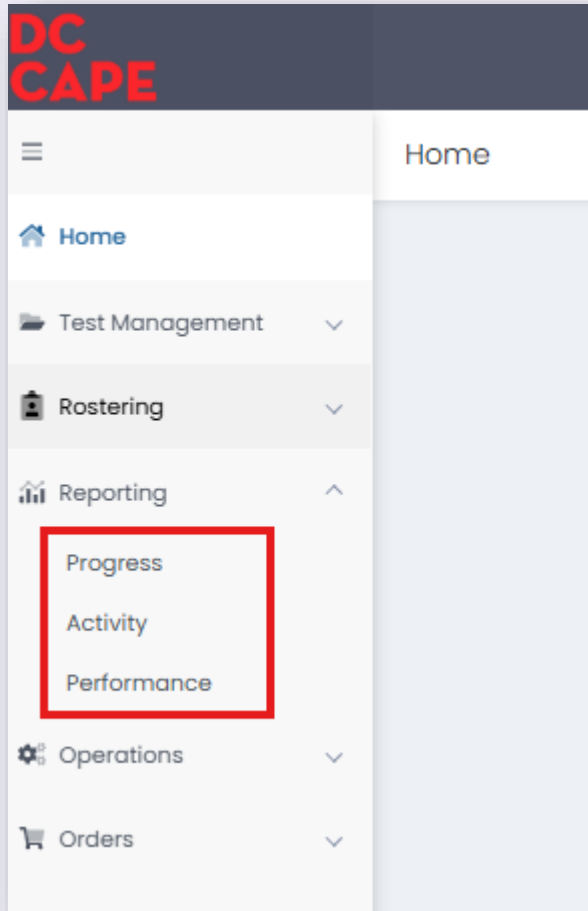 DC
CAPE
Home
Home
Test Management
Rostering
Reporting
Progress
Activity
Performance
Operations
Orders